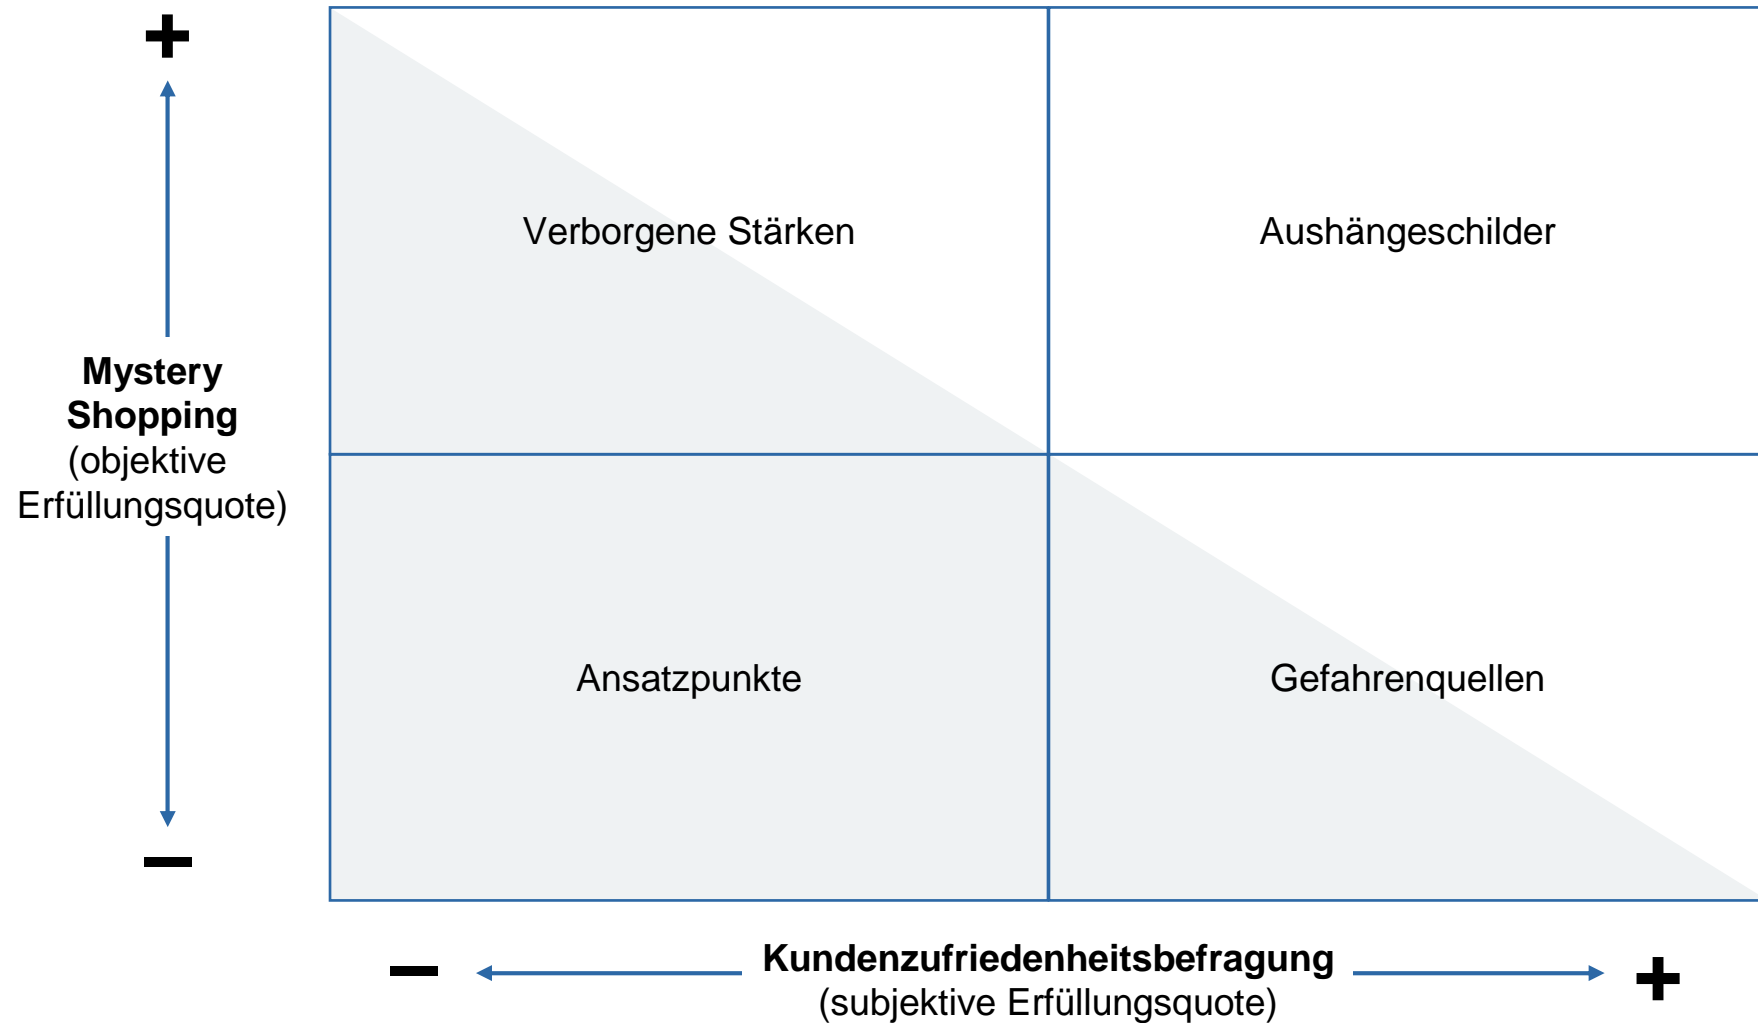 +
Verborgene Stärken
Aushängeschilder
Mystery
Shopping
(objektive
Erfüllungsquote)
Ansatzpunkte
Gefahrenquellen
–
– Kundenzufriedenheitsbefragung +
(subjektive Erfüllungsquote)